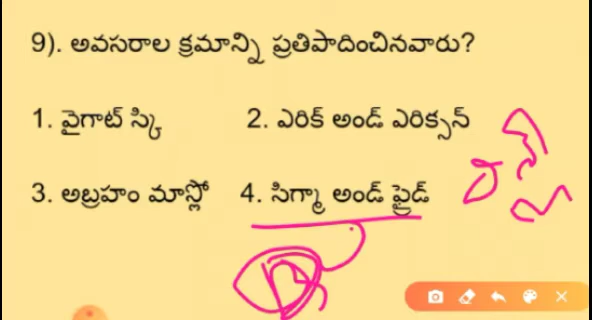 9). అవసరాల క్రమాన్ని ప్రతిపాదించినవారు?
1. వైగాట్ స్కి 2. ఎరిక్ అండ్ ఎరిక్సన్
3. అబ్రహం మాస్లో 4. సిగ్మా అండ్ ఫ్రైడ్